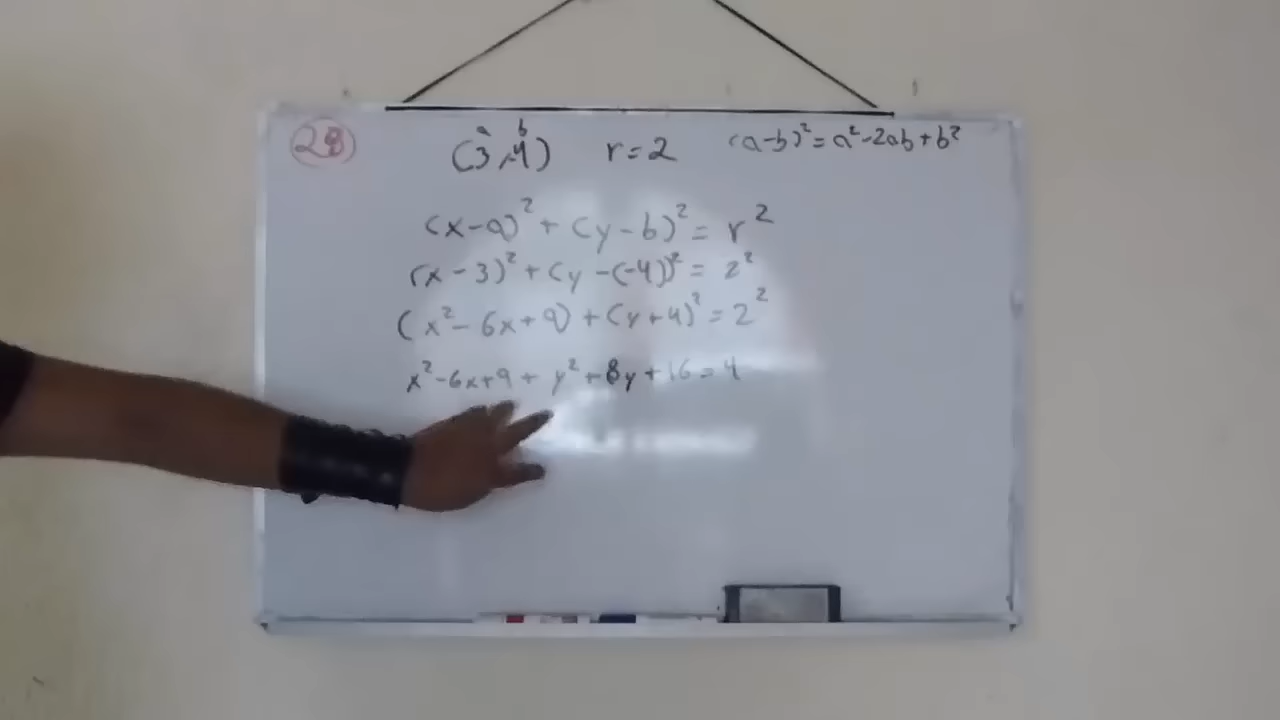 28
a b
(3,-4) r=2 (a-b)²=a²-2ab+b²
(x-a)²+(y-b)²=r²
(x-3)²+(y-(-4))²=2²
(x²-6x+9)+(y+4)²=2²
x²-6x+9+y²+8y+16=4